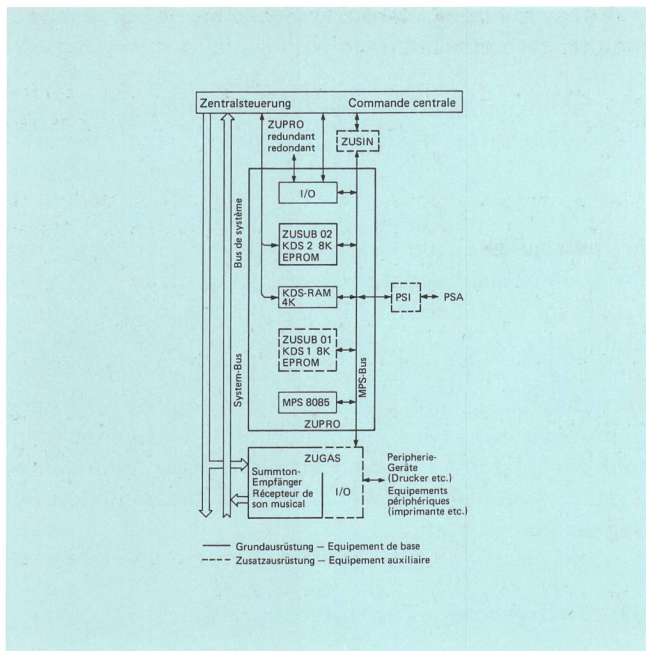 Zentralsteuerung Commande centrale
ZUPRO
redundant
redondant
ZUSIN
I/O
Bus de système
ZUSUB 02
KDS 2 8K
EPROM
KDS-RAM
4K
PSI
PSA
ZUSUB 01
KDS 1 8K
EPROM
System-Bus
MPS-Bus
MPS 8085
ZUPRO
ZUGAS
Summton-
Empfänger
Récepteur de
son musical
I/O
Peripherie-
Geräte
(Drucker etc.)
Equipements
périphériques
(imprimante etc.)
Grundausrüstung — Equipement de base
Zusatzausrüstung — Equipement auxiliaire